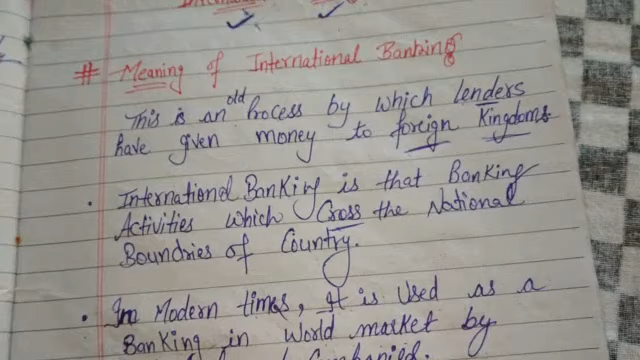 # Meaning of International Banking
This is an old Process by which lenders
have given money to foreign Kingdoms
• International Banking is that Banking
Activities which Cross the National
Boundries of Country.
• In Modern times, It is Used as a
Banking in World market by